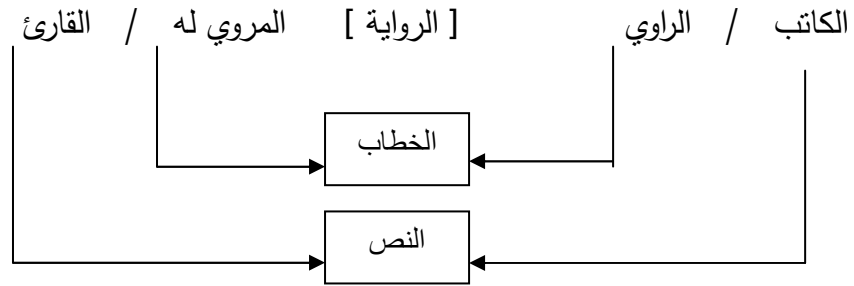 الكاتب / الراوي [ الرواية ] المروي له / القارئ
الخطاب
النص